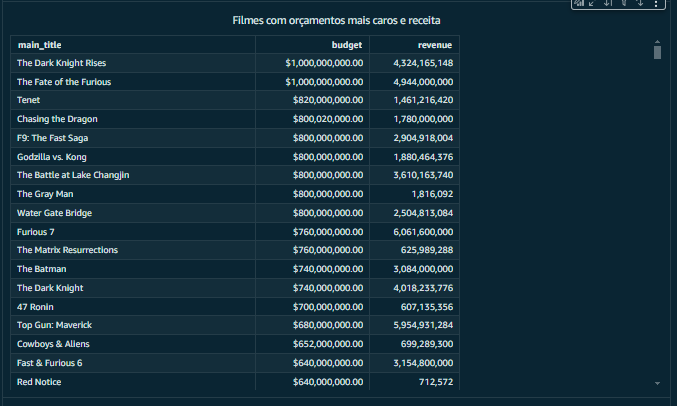 Filmes com orçamentos mais caros e receita
main_title budget revenue
The Dark Knight Rises $1,000,000,000.00 4,324,165,148
The Fate of the Furious $1,000,000,000.00 4,944,000,000
Tenet $820,000,000.00 1,461,216,420
Chasing the Dragon $800,020,000.00 1,780,000,000
F9: The Fast Saga $800,000,000.00 2,904,918,004
Godzilla vs. Kong $800,000,000.00 1,880,464,376
The Battle at Lake Changjin $800,000,000.00 3,610,163,740
The Gray Man $800,000,000.00 1,816,092
Water Gate Bridge $800,000,000.00 2,504,813,084
Furious 7 $760,000,000.00 6,061,600,000
The Matrix Resurrections $760,000,000.00 625,989,288
The Batman $740,000,000.00 3,084,000,000
The Dark Knight $740,000,000.00 4,018,233,776
47 Ronin $700,000,000.00 607,135,356
Top Gun: Maverick $680,000,000.00 5,954,931,284
Cowboys & Aliens $652,000,000.00 699,289,300
Fast & Furious 6 $640,000,000.00 3,154,800,000
Red Notice $640,000,000.00 712,572